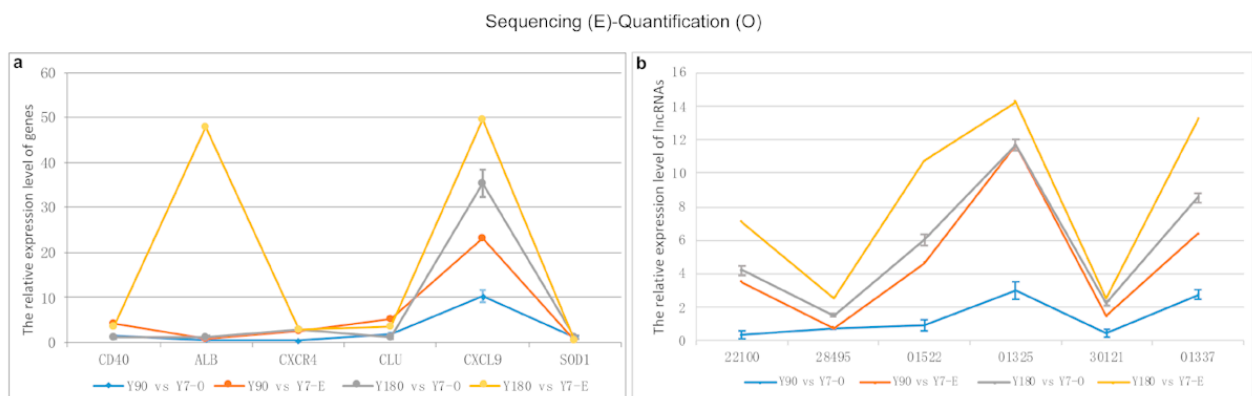 Sequencing (E)-Quantification (O)
a
The relative expression level of genes
60
50
40
30
20
10
0
CD40 ALB CXCR4 CLU CXCL9 SOD1
Y90 vs Y7-O Y90 vs Y7-E Y180 vs Y7-O Y180 vs Y7-E
b
The relative expression level of lncRNAs
16
14
12
10
8
6
4
2
0
22100 28495 01522 01325 30121 01337
Y90 vs Y7-O Y90 vs Y7-E Y180 vs Y7-O Y180 vs Y7-E